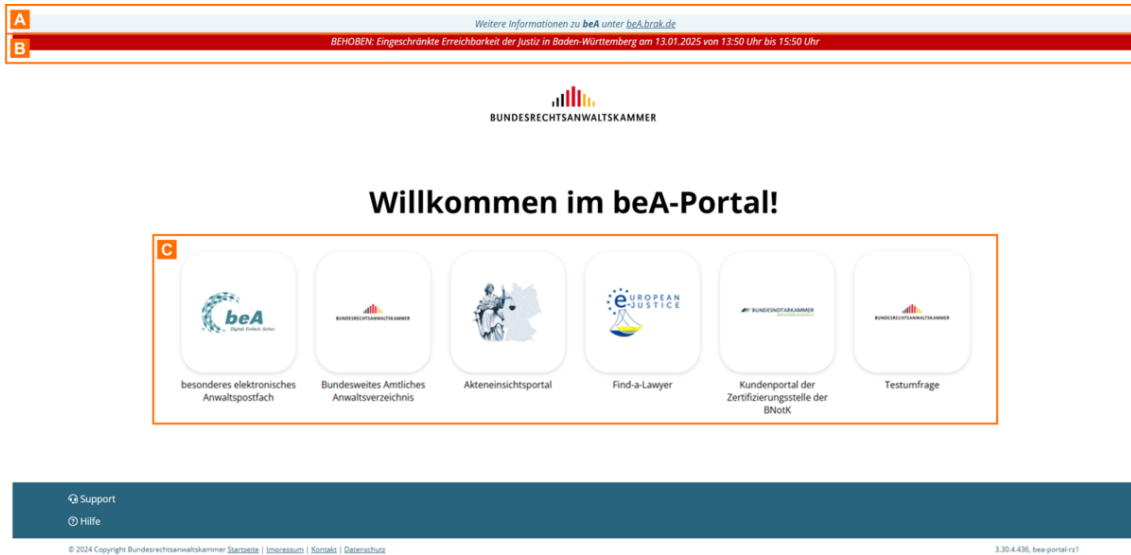 A
Weitere Informationen zu beA unter beA.brak.de
B
BEHOBEN: Eingeschränkte Erreichbarkeit der Justiz in Baden-Württemberg am 13.01.2025 von 13:50 Uhr bis 15:50 Uhr
BUNDESRECHTSANWALTSKAMMER
Willkommen im beA-Portal!
C
beA
Digital. Einfach. Sicher.
BUNDESRECHTSANWALTSKAMMER
EUROPEAN
JUSTICE
BUNDESNOTARKAMMER
BUNDESRECHTSANWALTSKAMMER
besonderes elektronisches
Anwaltspostfach
Bundesweites Amtliches
Anwaltsverzeichnis
Akteneinsichtsportal
Find-a-Lawyer
Kundenportal der
Zertifizierungsstelle der
BNotK
Testumfrage
Support
Hilfe
© 2024 Copyright Bundesrechtsanwaltskammer Startseite | Impressum | Kontakt | Datenschutz
3.30.4.436, bea-portal-rz1